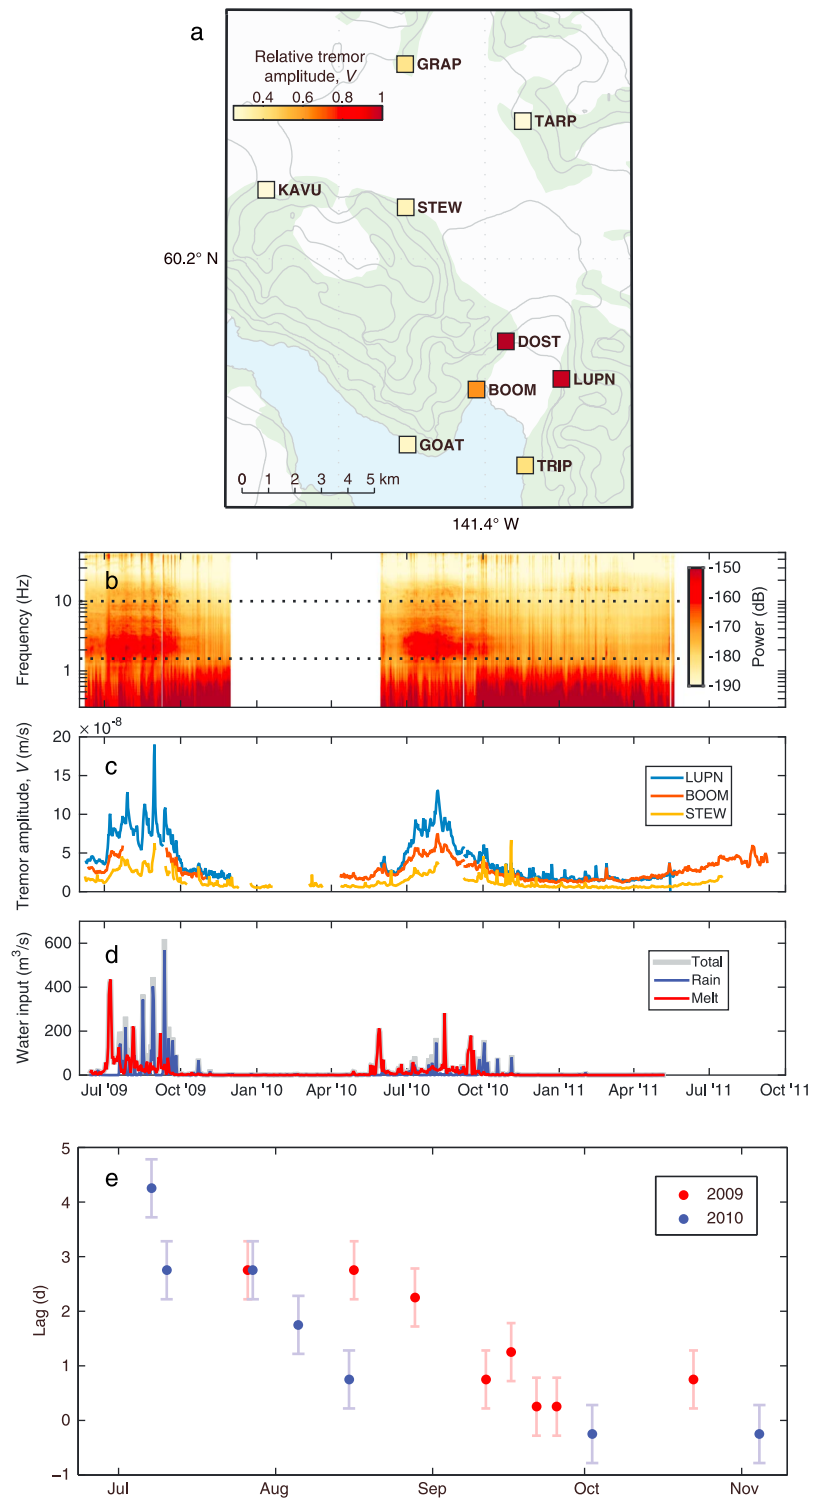 a
Relative tremor
amplitude, V
0.4 0.6 0.8 1
GRAP
TARP
KAVU
STEW
60.2° N
DOST
LUPN
BOOM
GOAT
TRIP
0 1 2 3 4 5 km
141.4° W
b
Frequency (Hz)
10
1
-150
-160
-170
-180
-190
Power (dB)
× 10⁻⁸
c
Tremor amplitude, V (m/s)
20
15
10
5
0
LUPN
BOOM
STEW
d
Water input (m³/s)
600
400
200
0
Total
Rain
Melt
Jul '09 Oct '09 Jan '10 Apr '10 Jul '10 Oct '10 Jan '11 Apr '11 Jul '11 Oct '11
e
Lag (d)
5
4
3
2
1
0
−1
2009
2010
Jul Aug Sep Oct Nov